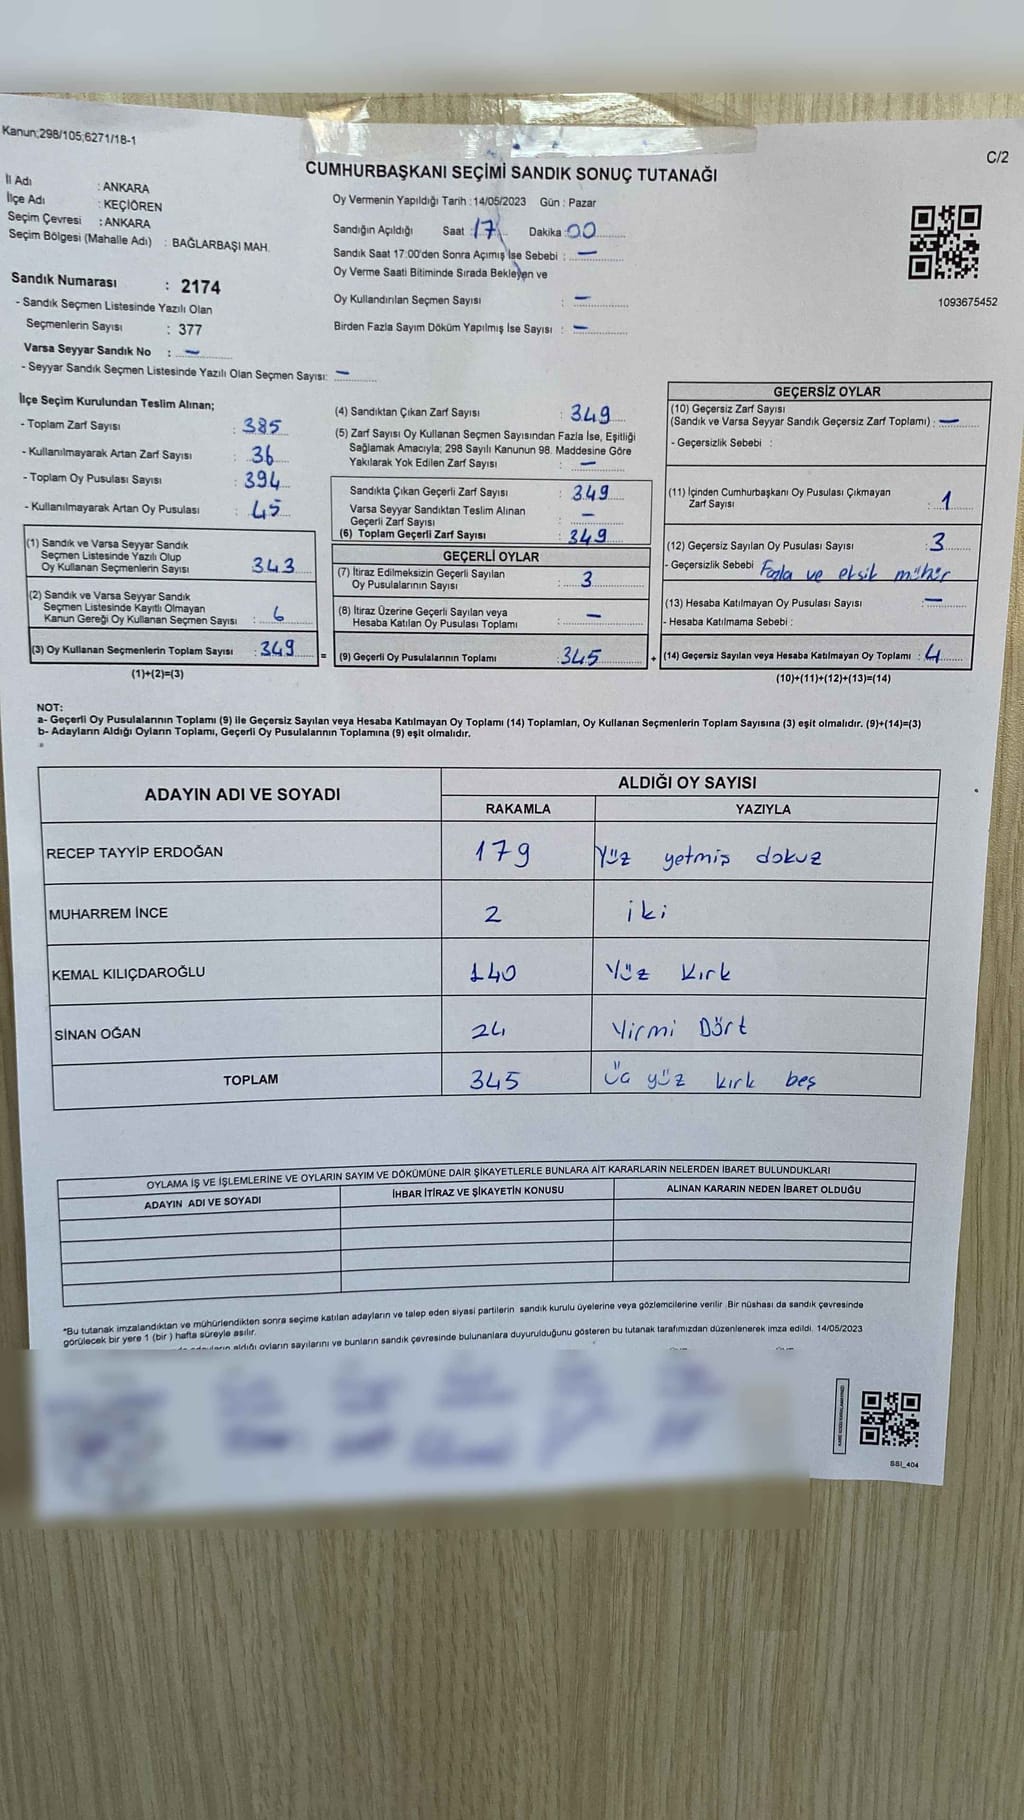 Kanun;298/105;6271/18-1
C/2
CUMHURBAŞKANI SEÇİMİ SANDIK SONUÇ TUTANAĞI
İl Adı : ANKARA
İlçe Adı : KEÇİÖREN
Seçim Çevresi : ANKARA
Seçim Bölgesi (Mahalle Adı) : BAĞLARBAŞI MAH.
Oy Vermenin Yapıldığı Tarih : 14/05/2023 Gün : Pazar
Sandığın Açıldığı Saat : 17 Dakika : 00
Sandık Saat 17:00'den Sonra Açımış İse Sebebi : —
Oy Verme Saati Bitiminde Sırada Bekleyen ve
Oy Kullandırılan Seçmen Sayısı : —
Birden Fazla Sayım Döküm Yapılmış İse Sayısı : —
1093675452
Sandık Numarası : 2174
- Sandık Seçmen Listesinde Yazılı Olan
Seçmenlerin Sayısı : 377
Varsa Seyyar Sandık No : —
- Seyyar Sandık Seçmen Listesinde Yazılı Olan Seçmen Sayısı: —
İlçe Seçim Kurulundan Teslim Alınan;
- Toplam Zarf Sayısı : 385
- Kullanılmayarak Artan Zarf Sayısı : 36
- Toplam Oy Pusulası Sayısı : 394
- Kullanılmayarak Artan Oy Pusulası : 45
(1) Sandık ve Varsa Seyyar Sandık
Seçmen Listesinde Yazılı Olup
Oy Kullanan Seçmenlerin Sayısı : 343
(2) Sandık ve Varsa Seyyar Sandık
Seçmen Listesinde Kayıtlı Olmayan
Kanun Gereği Oy Kullanan Seçmen Sayısı : 6
(3) Oy Kullanan Seçmenlerin Toplam Sayısı : 349 =
(1)+(2)=(3)
(4) Sandıktan Çıkan Zarf Sayısı : 349
(5) Zarf Sayısı Oy Kullanan Seçmen Sayısından Fazla İse, Eşitliği
Sağlamak Amacıyla; 298 Sayılı Kanunun 98. Maddesine Göre
Yakılarak Yok Edilen Zarf Sayısı : —
Sandıkta Çıkan Geçerli Zarf Sayısı : 349
Varsa Seyyar Sandıktan Teslim Alınan
Geçerli Zarf Sayısı : —
(6) Toplam Geçerli Zarf Sayısı : 349
GEÇERLİ OYLAR
(7) İtiraz Edilmeksizin Geçerli Sayılan
Oy Pusulalarının Sayısı : 3
(8) İtiraz Üzerine Geçerli Sayılan veya
Hesaba Katılan Oy Pusulası Toplamı : —
(9) Geçerli Oy Pusulalarının Toplamı : 345 +
GEÇERSİZ OYLAR
(10) Geçersiz Zarf Sayısı
(Sandık ve Varsa Seyyar Sandık Geçersiz Zarf Toplamı) : —
- Geçersizlik Sebebi :
(11) İçinden Cumhurbaşkanı Oy Pusulası Çıkmayan
Zarf Sayısı : 1
(12) Geçersiz Sayılan Oy Pusulası Sayısı : 3
- Geçersizlik Sebebi Fazla ve eksik mühür
(13) Hesaba Katılmayan Oy Pusulası Sayısı : —
- Hesaba Katılmama Sebebi :
(14) Geçersiz Sayılan veya Hesaba Katılmayan Oy Toplamı : 4
(10)+(11)+(12)+(13)=(14)
NOT:
a- Geçerli Oy Pusulalarının Toplamı (9) ile Geçersiz Sayılan veya Hesaba Katılmayan Oy Toplamı (14) Toplamları, Oy Kullanan Seçmenlerin Toplam Sayısına (3) eşit olmalıdır. (9)+(14)=(3)
b- Adayların Aldığı Oyların Toplamı, Geçerli Oy Pusulalarının Toplamına (9) eşit olmalıdır.
ADAYIN ADI VE SOYADI ALDIĞI OY SAYISI
RAKAMLA YAZIYLA
RECEP TAYYİP ERDOĞAN 179 Yüz yetmiş dokuz
MUHARREM İNCE 2 iki
KEMAL KILIÇDAROĞLU 140 Yüz kırk
SİNAN OĞAN 24 Yirmi Dört
TOPLAM 345 Üç yüz kırk beş
OYLAMA İŞ VE İŞLEMLERİNE VE OYLARIN SAYIM VE DÖKÜMÜNE DAİR ŞİKAYETLERLE BUNLARA AİT KARARLARIN NELERDEN İBARET BULUNDUKLARI
ADAYIN ADI VE SOYADI İHBAR İTİRAZ VE ŞİKAYETİN KONUSU ALINAN KARARIN NEDEN İBARET OLDUĞU
*Bu tutanak imzalandıktan ve mühürlendikten sonra seçime katılan adayların ve talep eden siyasi partilerin sandık kurulu üyelerine veya gözlemcilerine verilir. Bir nüshası da sandık çevresinde
görülecek bir yere 1 (bir) hafta süreyle asılır.
aldığı oyların sayılarını ve bunların sandık çevresinde bulunanlara duyurulduğunu gösteren bu tutanak tarafımızdan düzenlenerek imza edildi. 14/05/2023
SSI_404